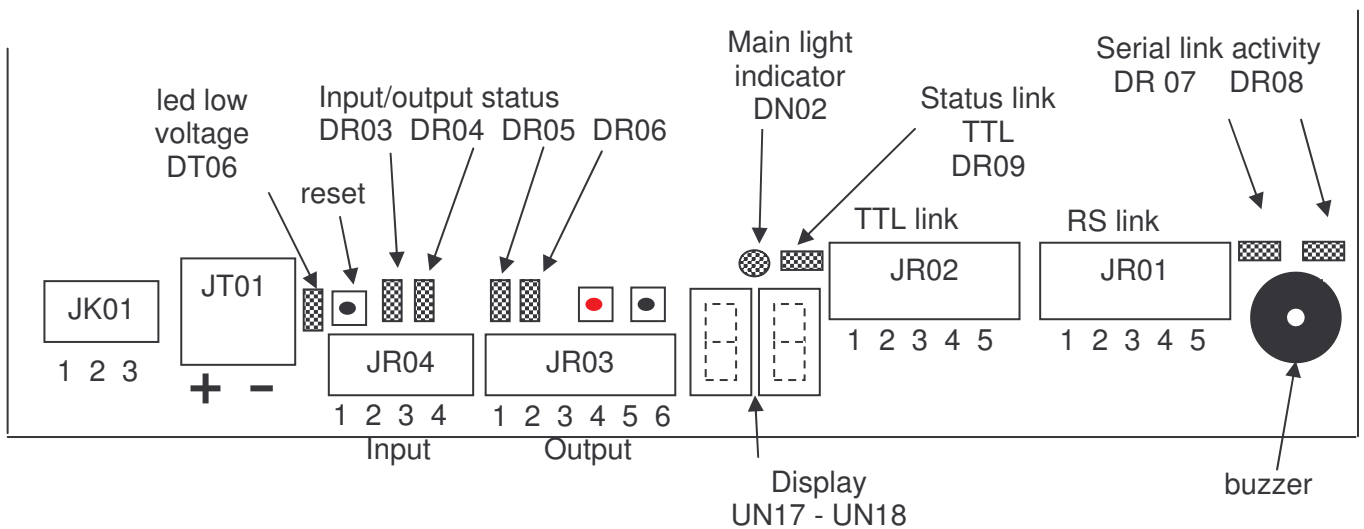 Main light
indicator
DN02
Serial link activity
DR 07 DR08
led low
voltage
DT06
Input/output status
DR03 DR04 DR05 DR06
Status link
TTL
DR09
reset
TTL link
RS link
JK01
JT01
JR04
JR03
JR02
JR01
1 2 3
+ -
1 2 3 4
1 2 3 4 5 6
1 2 3 4 5
1 2 3 4 5
Input
Output
Display
UN17 - UN18
buzzer